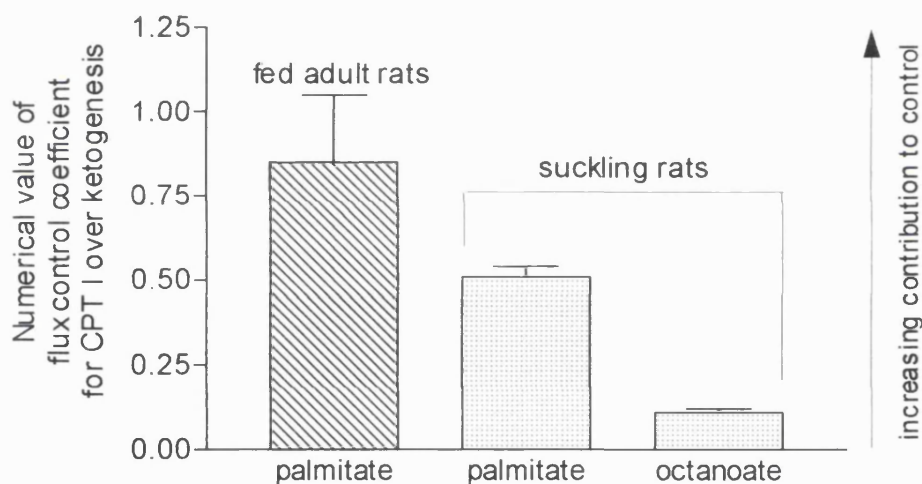 Numerical value of
flux control coefficient
for CPT I over ketogenesis
1.25
1.00
0.75
0.50
0.25
0.00
fed adult rats
suckling rats
palmitate
palmitate
octanoate
increasing contribution to control